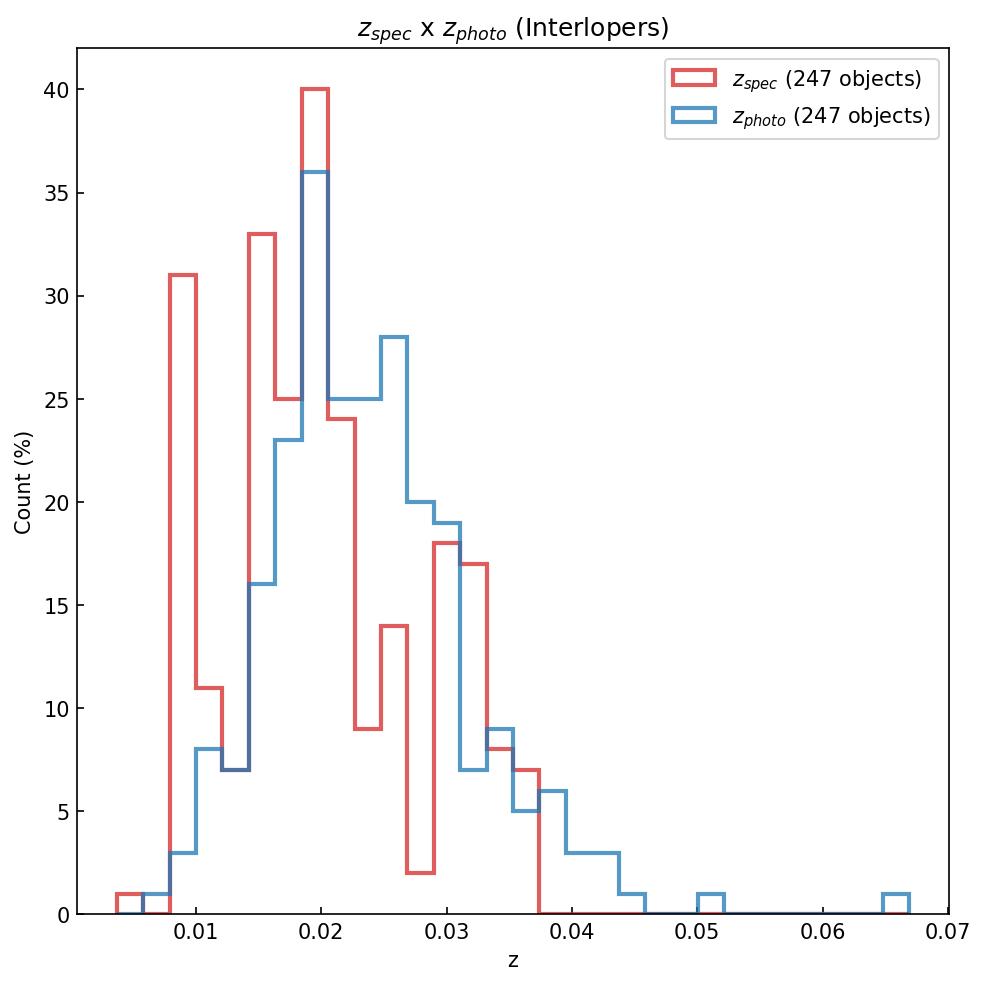 z_spec x z_photo (Interlopers)
z_spec (247 objects)
z_photo (247 objects)
Count (%)
40
35
30
25
20
15
10
5
0
0.01 0.02 0.03 0.04 0.05 0.06 0.07
z